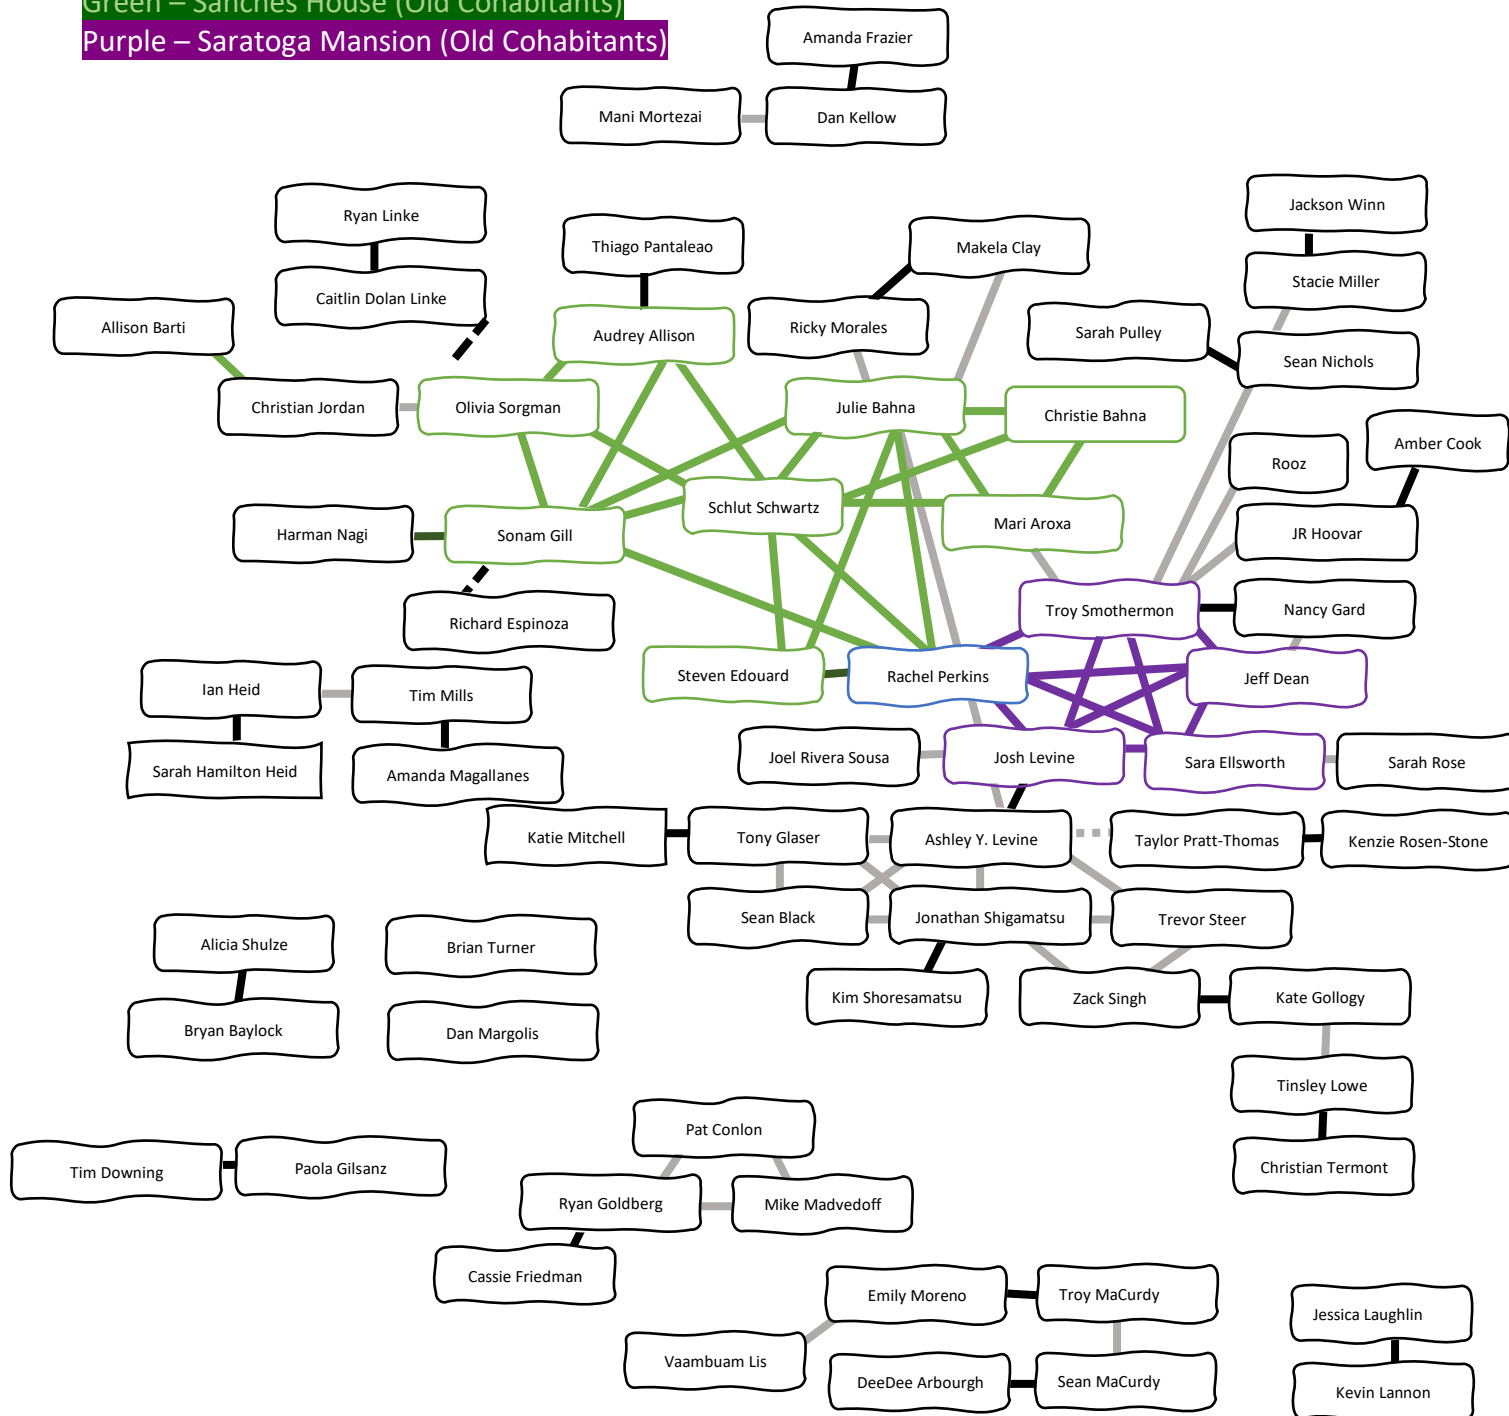 Green – Sanches House (Old Cohabitants)
Purple – Saratoga Mansion (Old Cohabitants)
Amanda Frazier
Mani Mortezai
Dan Kellow
Jackson Winn
Ryan Linke
Thiago Pantaleao
Makela Clay
Stacie Miller
Caitlin Dolan Linke
Allison Barti
Audrey Allison
Ricky Morales
Sarah Pulley
Sean Nichols
Christian Jordan
Olivia Sorgman
Julie Bahna
Christie Bahna
Amber Cook
Rooz
Schlut Schwartz
Mari Aroxa
Harman Nagi
Sonam Gill
JR Hoovar
Troy Smothermon
Nancy Gard
Richard Espinoza
Steven Edouard
Rachel Perkins
Jeff Dean
Ian Heid
Tim Mills
Joel Rivera Sousa
Josh Levine
Sara Ellsworth
Sarah Rose
Sarah Hamilton Heid
Amanda Magallanes
Katie Mitchell
Tony Glaser
Ashley Y. Levine
Taylor Pratt-Thomas
Kenzie Rosen-Stone
Sean Black
Jonathan Shigamatsu
Trevor Steer
Alicia Shulze
Brian Turner
Kim Shoresamatsu
Zack Singh
Kate Gollogy
Bryan Baylock
Dan Margolis
Tinsley Lowe
Pat Conlon
Christian Termont
Tim Downing
Paola Gilsanz
Ryan Goldberg
Mike Madvedoff
Cassie Friedman
Emily Moreno
Troy MaCurdy
Jessica Laughlin
Vaambuam Lis
DeeDee Arbourgh
Sean MaCurdy
Kevin Lannon